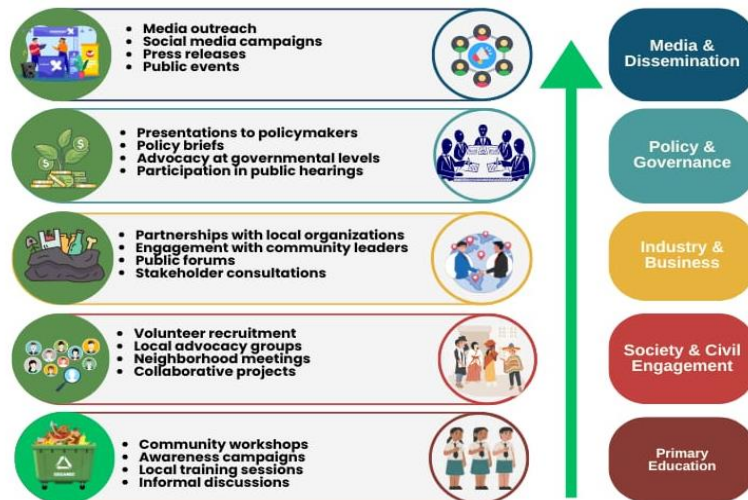 Media outreach
Social media campaigns
Press releases
Public events
Media &
Dissemination
Presentations to policymakers
Policy briefs
Advocacy at governmental levels
Participation in public hearings
Policy &
Governance
Partnerships with local organizations
Engagement with community leaders
Public forums
Stakeholder consultations
Industry &
Business
Volunteer recruitment
Local advocacy groups
Neighborhood meetings
Collaborative projects
Society & Civil
Engagement
Community workshops
Awareness campaigns
Local training sessions
Informal discussions
Primary
Education
ORGANIC